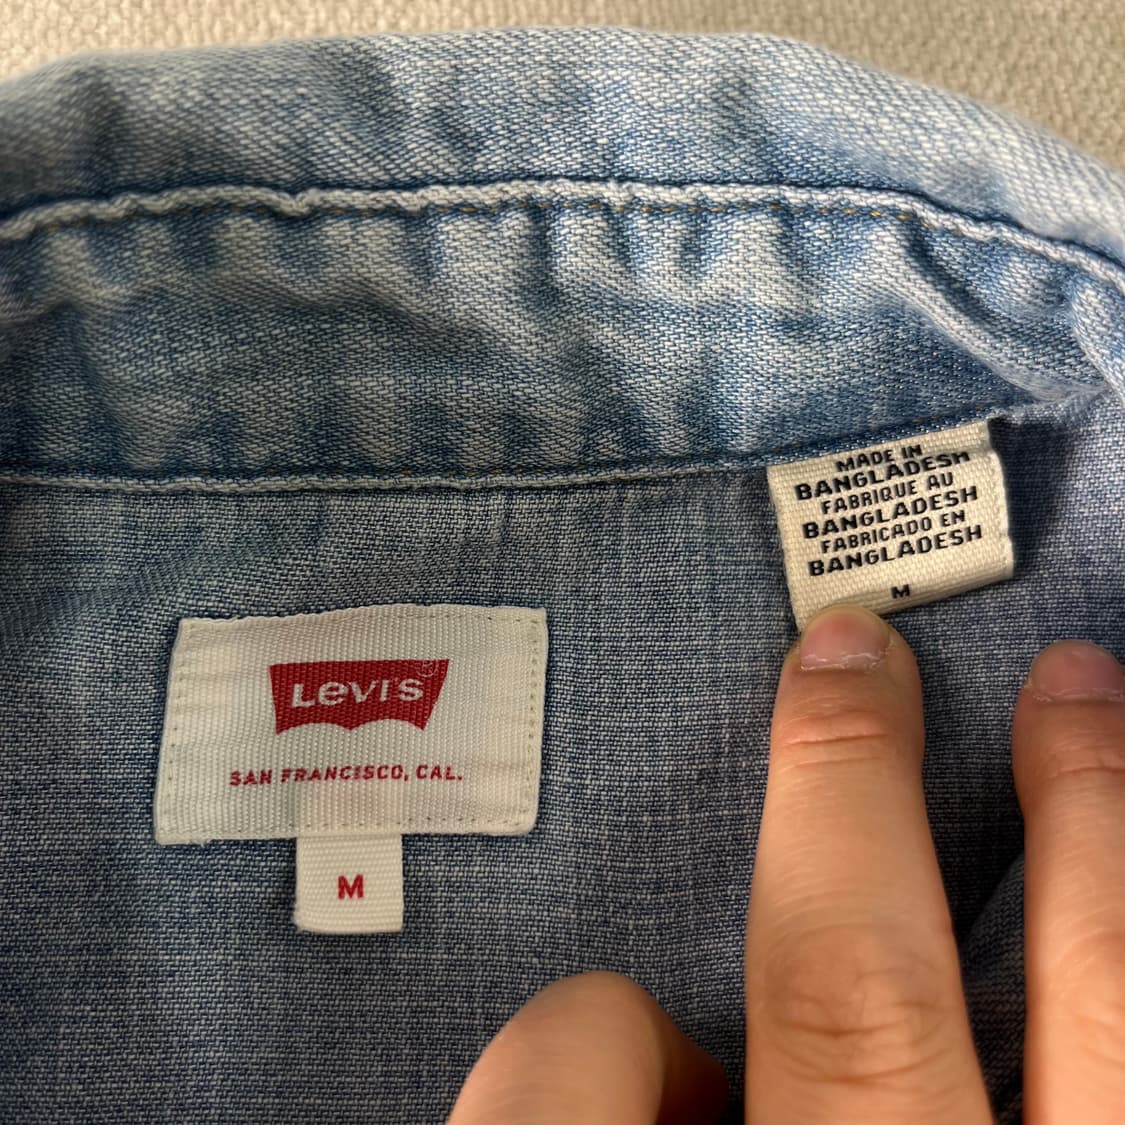 MADE IN
BANGLADESH
FABRIQUE AU
BANGLADESH
FABRICADO EN
BANGLADESH
M
LEVI'S®
SAN FRANCISCO, CAL.
M